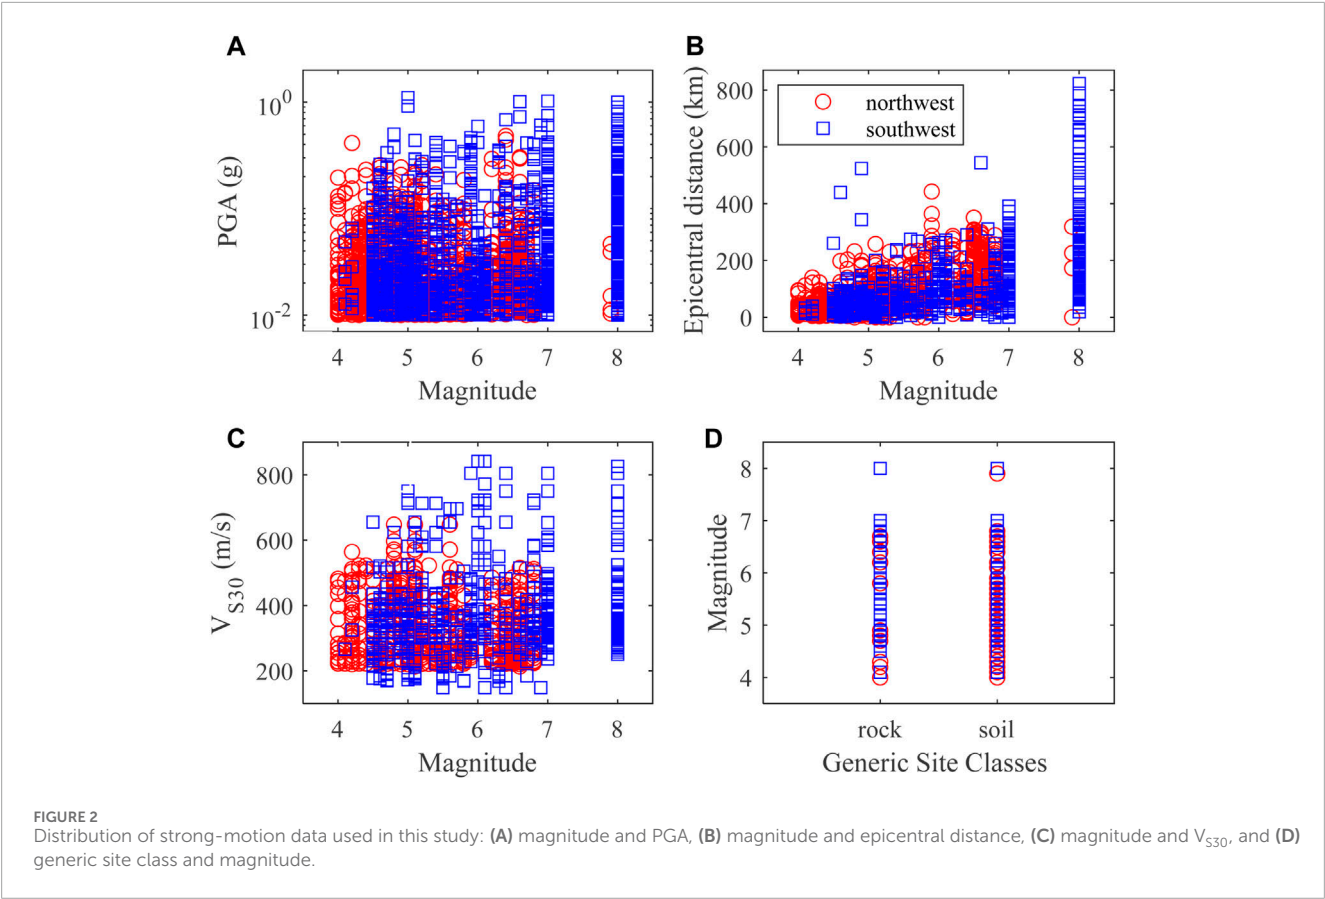 A
B
10^0
10^-2
PGA (g)
4 5 6 7 8
Magnitude
800
600
400
200
0
Epicentral distance (km)
northwest
southwest
4 5 6 7 8
Magnitude
C
D
800
600
400
200
V_S30 (m/s)
4 5 6 7 8
Magnitude
8
7
6
5
4
Magnitude
rock soil
Generic Site Classes
FIGURE 2
Distribution of strong-motion data used in this study: (A) magnitude and PGA, (B) magnitude and epicentral distance, (C) magnitude and V_S30, and (D)
generic site class and magnitude.